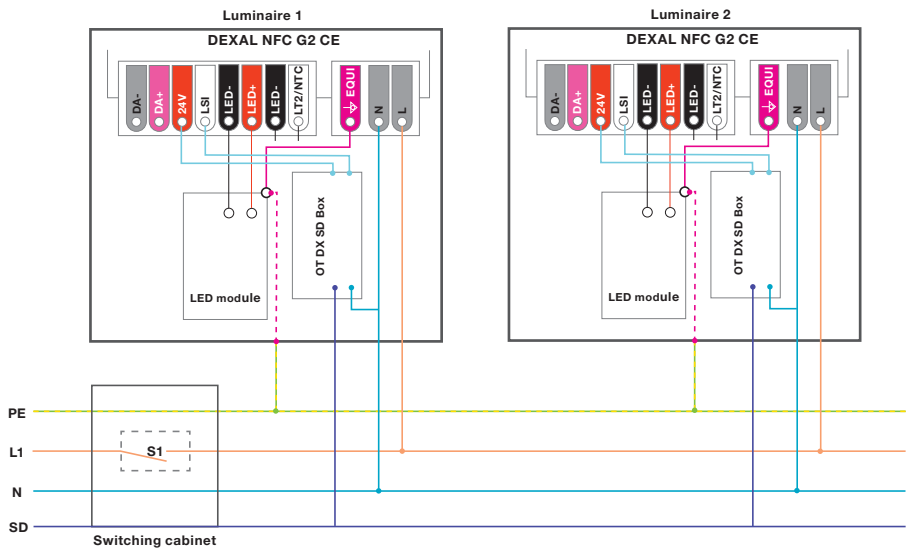 Luminaire 1
DEXAL NFC G2 CE
DA-
DA+
24V
LSI
LED-
LED+
LED-
LT2/NTC
EQUI
N
L
LED module
OT DX SD Box
Luminaire 2
DEXAL NFC G2 CE
DA-
DA+
24V
LSI
LED-
LED+
LED-
LT2/NTC
EQUI
N
L
LED module
OT DX SD Box
PE
L1
S1
N
SD
Switching cabinet